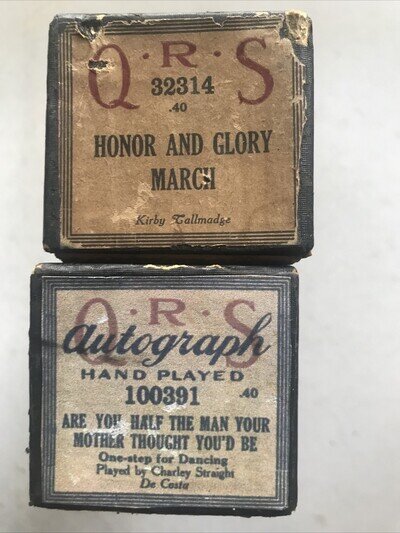 Q·R·S
32314
.40
HONOR AND GLORY
MARCH
Kirby Tallmadge
Q·R·S
Autograph
HAND PLAYED
100391 .40
ARE YOU HALF THE MAN YOUR
MOTHER THOUGHT YOU'D BE
One-step for Dancing
Played by Charley Straight
De Costa